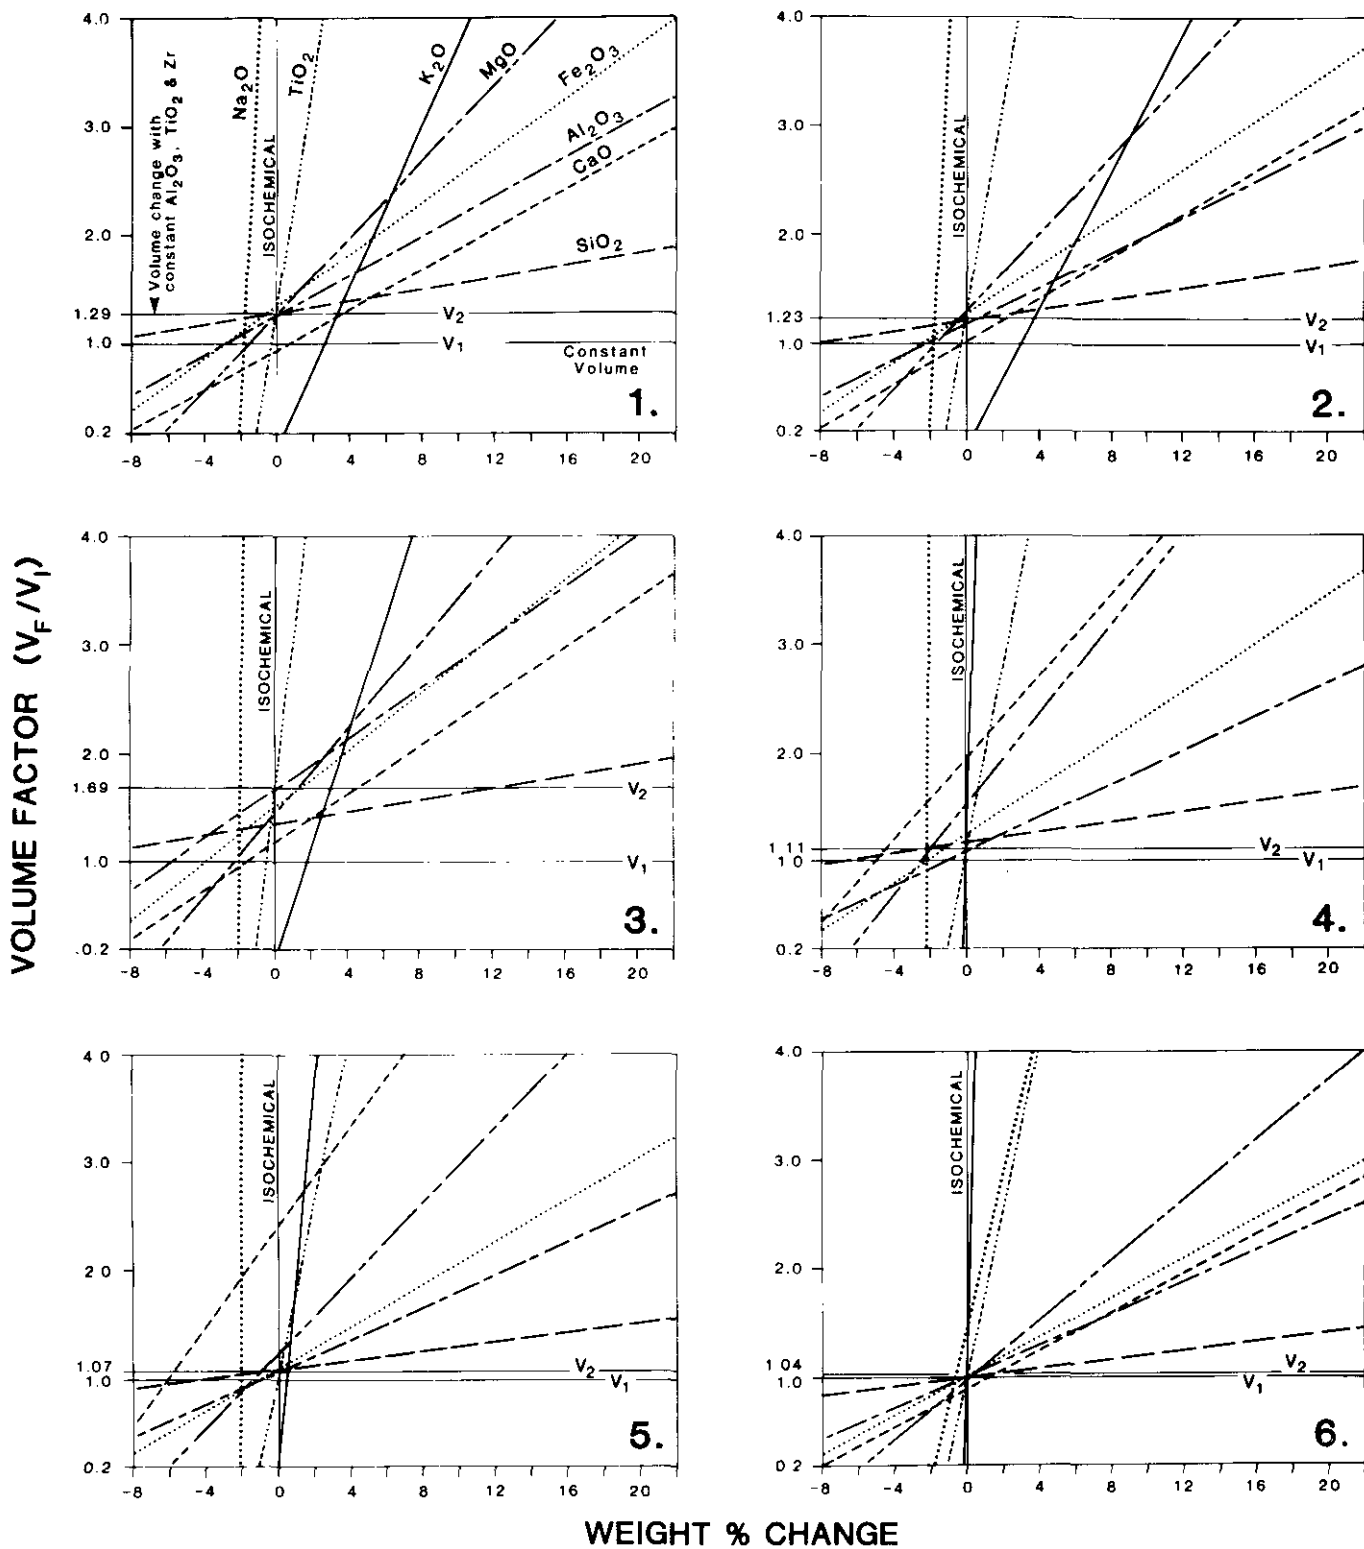 VOLUME FACTOR (V_F/V_I)
WEIGHT % CHANGE
4.0
3.0
2.0
1.29
1.0
0.2
Volume change with
constant Al2O3, TiO2 & Zr
Na2O
ISOCHEMICAL
TiO2
K2O
MgO
Fe2O3
Al2O3
CaO
SiO2
V2
V1
Constant
Volume
1.
-8 -4 0 4 8 12 16 20
4.0
3.0
2.0
1.23
1.0
0.2
ISOCHEMICAL
V2
V1
2.
-8 -4 0 4 8 12 16 20
4.0
3.0
2.0
1.69
1.0
.0.2
ISOCHEMICAL
V2
V1
3.
-8 -4 0 4 8 12 16 20
4.0
3.0
2.0
1.11
1.0
0.2
ISOCHEMICAL
V2
V1
4.
-8 -4 0 4 8 12 16 20
4.0
3.0
2.0
1.07
1.0
0.2
ISOCHEMICAL
V2
V1
5.
-8 -4 0 4 8 12 16 20
4.0
3.0
2.0
1.04
1.0
0.2
ISOCHEMICAL
V2
V1
6.
-8 -4 0 4 8 12 16 20